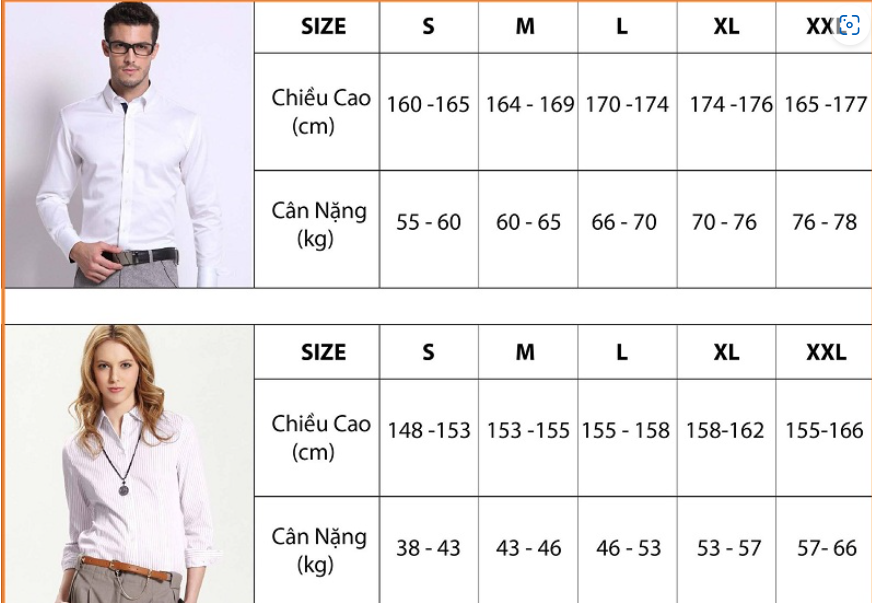 SIZE S M L XL XXL
Chiều Cao
(cm) 160 -165 164 - 169 170 -174 174 -176 165 -177
Cân Nặng
(kg) 55 - 60 60 - 65 66 - 70 70 - 76 76 - 78
SIZE S M L XL XXL
Chiều Cao
(cm) 148 -153 153 -155 155 - 158 158-162 155-166
Cân Nặng
(kg) 38 - 43 43 - 46 46 - 53 53 - 57 57- 66